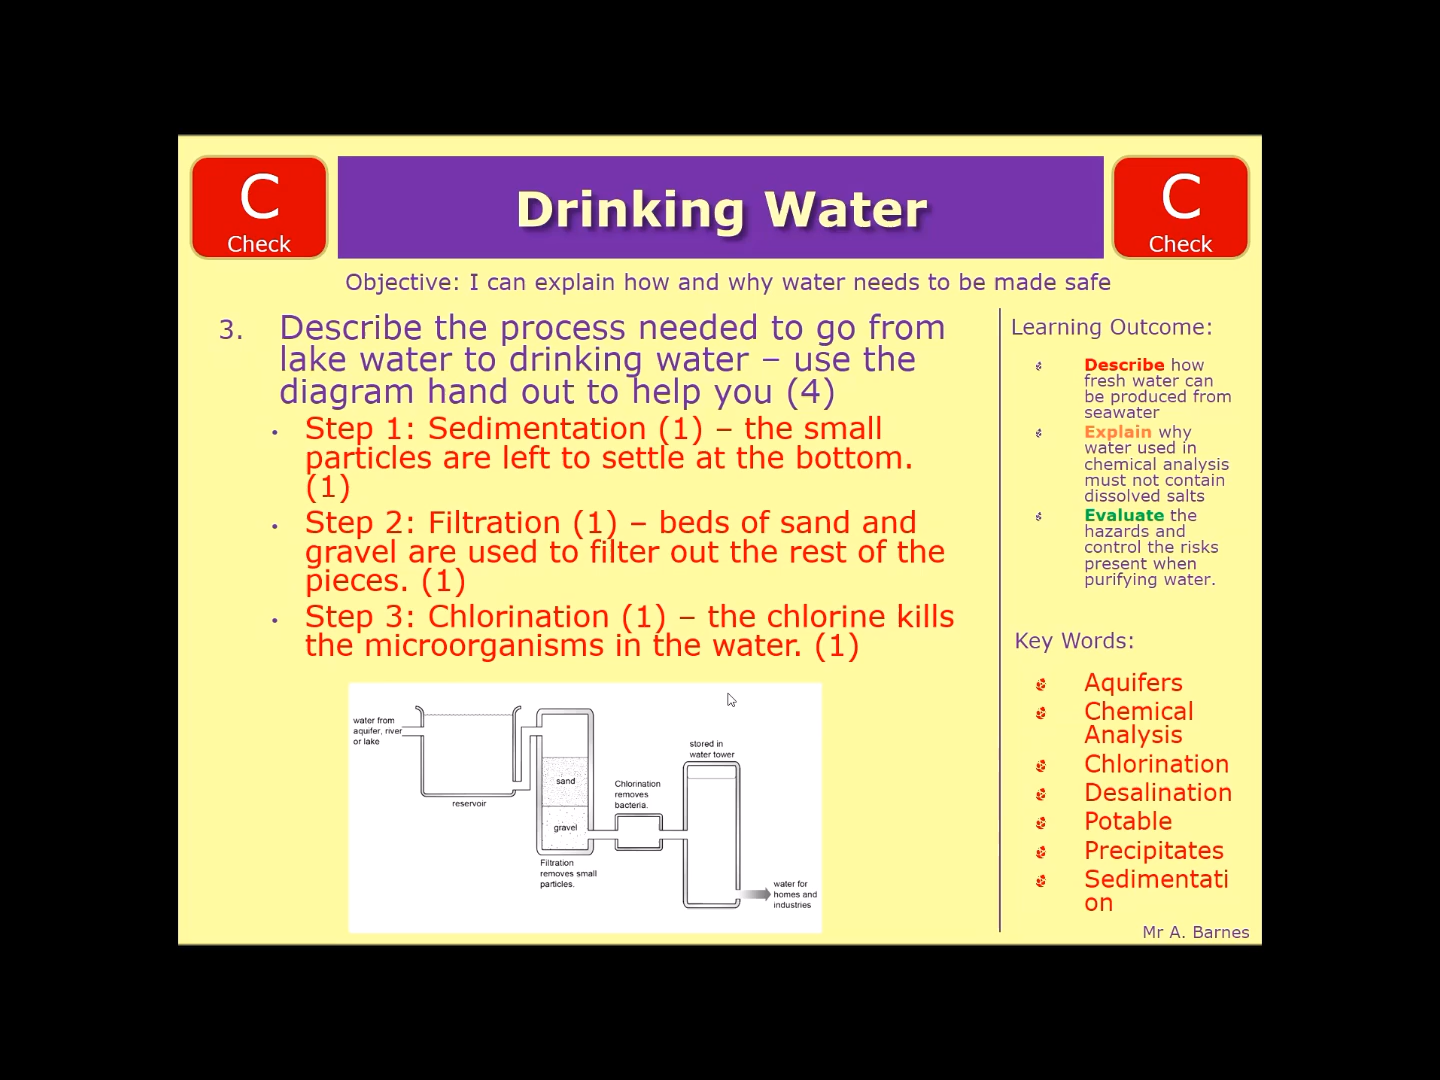 C
Check
Drinking Water
C
Check
Objective: I can explain how and why water needs to be made safe
3. Describe the process needed to go from
lake water to drinking water – use the
diagram hand out to help you (4)
• Step 1: Sedimentation (1) – the small
particles are left to settle at the bottom.
(1)
• Step 2: Filtration (1) – beds of sand and
gravel are used to filter out the rest of the
pieces. (1)
• Step 3: Chlorination (1) – the chlorine kills
the microorganisms in the water. (1)
water from
aquifer, river
or lake
reservoir
sand
gravel
Filtration
removes small
particles.
Chlorination
removes
bacteria.
stored in
water tower
water for
homes and
industries
Learning Outcome:
Describe how
fresh water can
be produced from
seawater
Explain why
water used in
chemical analysis
must not contain
dissolved salts
Evaluate the
hazards and
control the risks
present when
purifying water.
Key Words:
Aquifers
Chemical
Analysis
Chlorination
Desalination
Potable
Precipitates
Sedimentati
on
Mr A. Barnes